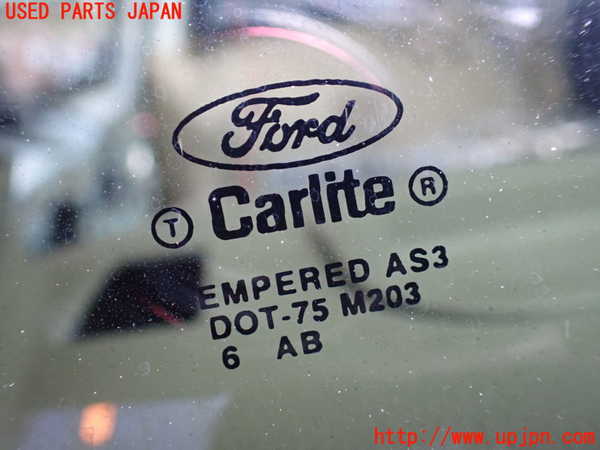 USED PARTS JAPAN
Ford
T Carlite ®
EMPERED AS3
DOT-75 M203
6 AB
http://www.upjpn.com